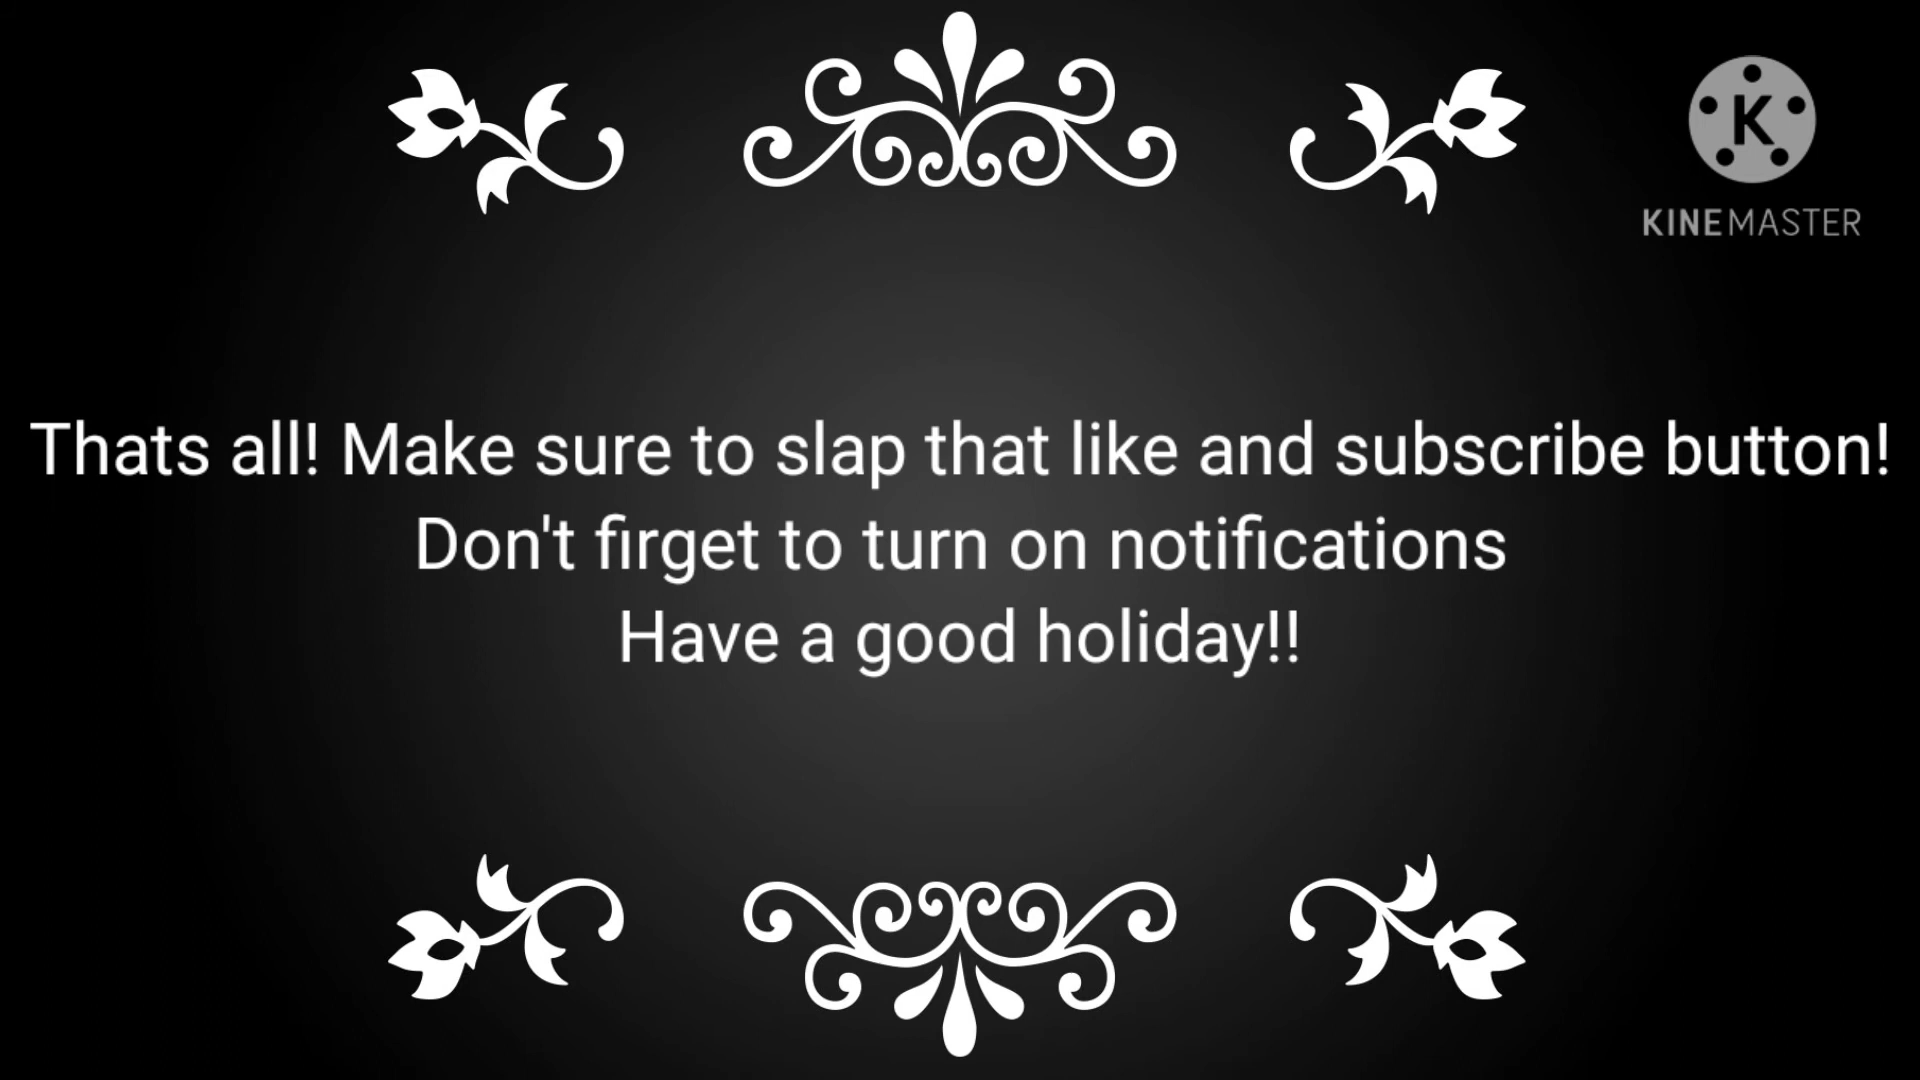 K
KINEMASTER
Thats all! Make sure to slap that like and subscribe button!
Don't firget to turn on notifications
Have a good holiday!!